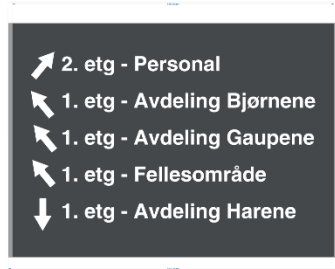 2. etg - Personal
1. etg - Avdeling Bjørnene
1. etg - Avdeling Gaupene
1. etg - Fellesområde
1. etg - Avdeling Harene